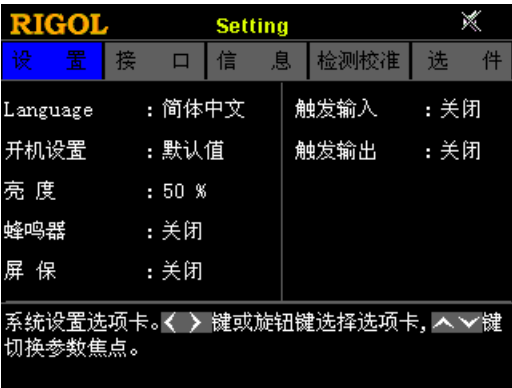 RIGOL Setting
设 置 接 口 信 息 检测校准 选 件
Language : 简体中文 触发输入 : 关闭
开机设置 : 默认值 触发输出 : 关闭
亮 度 : 50 %
蜂鸣器 : 关闭
屏 保 : 关闭
系统设置选项卡。< > 键或旋钮键选择选项卡, ∧∨键
切换参数焦点。